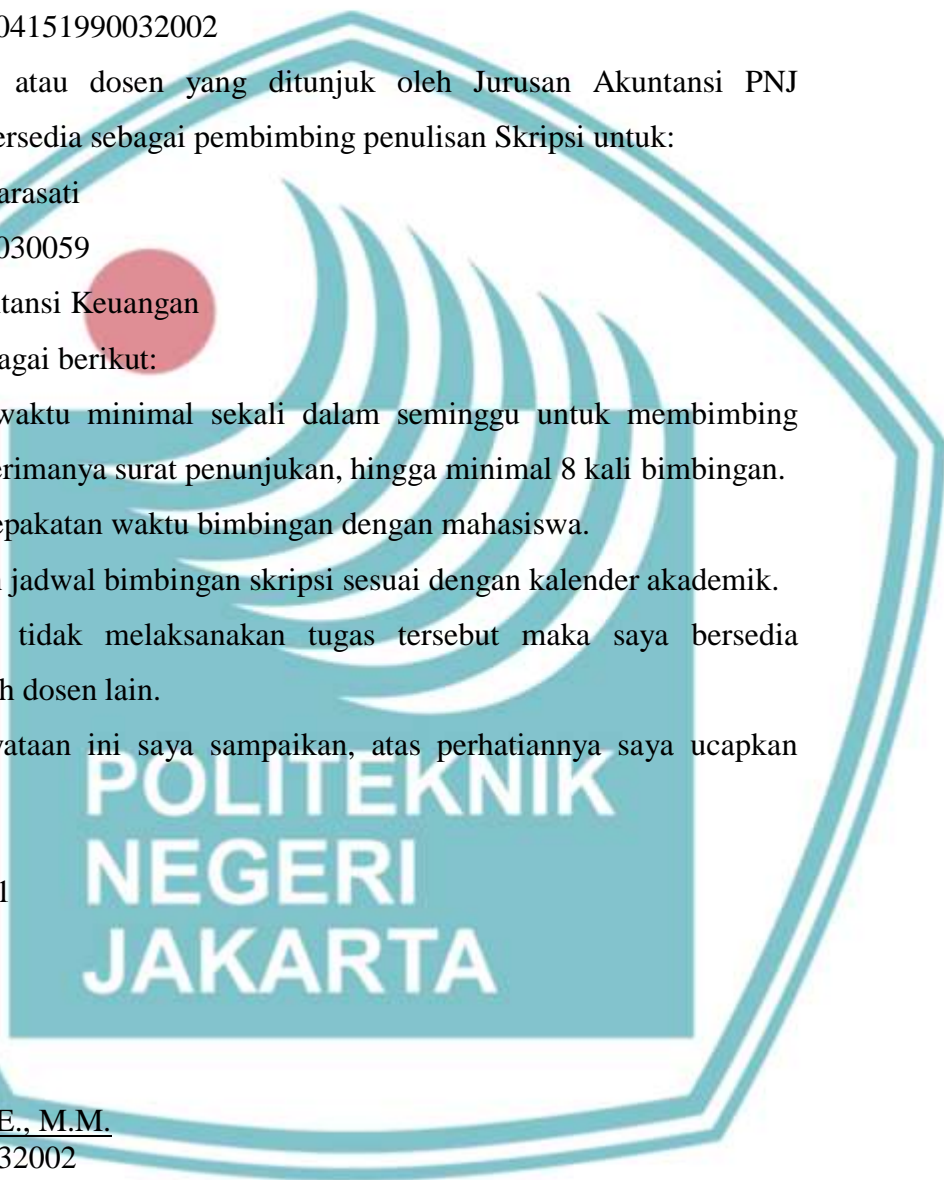 04151990032002
atau dosen yang ditunjuk oleh Jurusan Akuntansi PNJ
ersedia sebagai pembimbing penulisan Skripsi untuk:
arasati
030059
ntansi Keuangan
agai berikut:
waktu minimal sekali dalam seminggu untuk membimbing
erimanya surat penunjukan, hingga minimal 8 kali bimbingan.
epakatan waktu bimbingan dengan mahasiswa.
n jadwal bimbingan skripsi sesuai dengan kalender akademik.
tidak melaksanakan tugas tersebut maka saya bersedia
h dosen lain.
yataan ini saya sampaikan, atas perhatiannya saya ucapkan
POLITEKNIK
NEGERI
1
JAKARTA
E., M.M.
32002